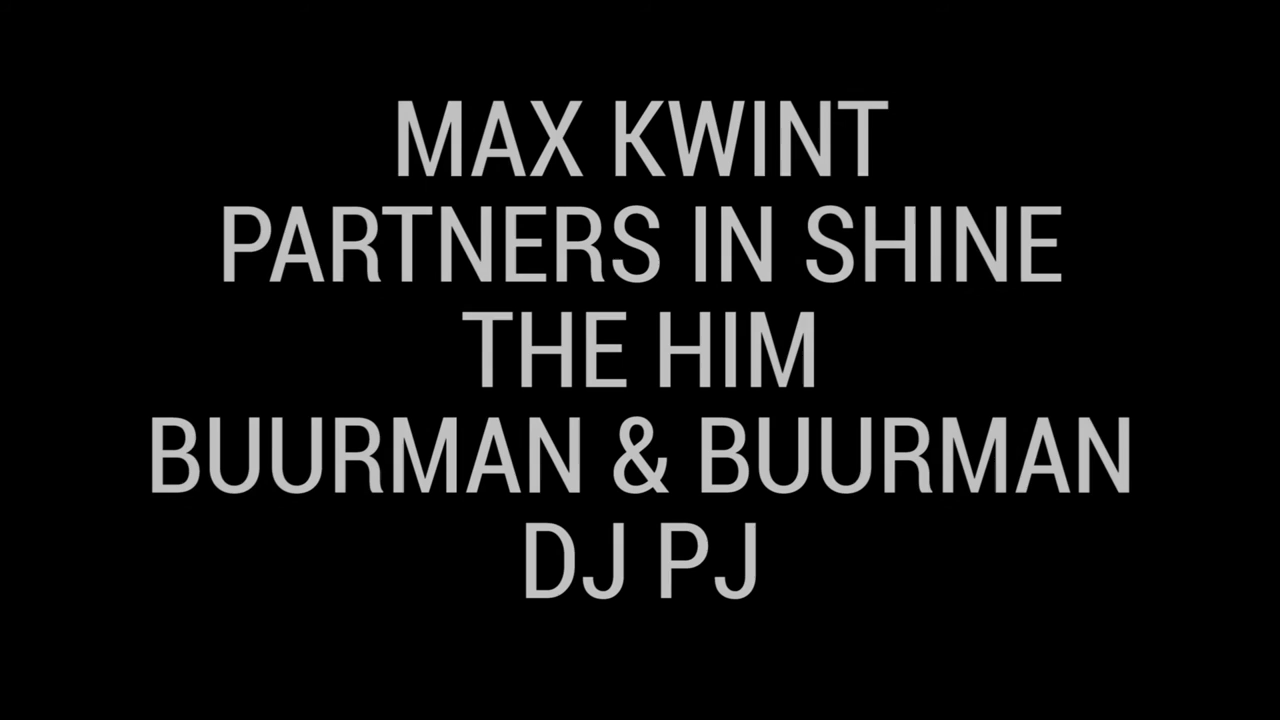 MAX KWINT
PARTNERS IN SHINE
THE HIM
BUURMAN & BUURMAN
DJ PJ